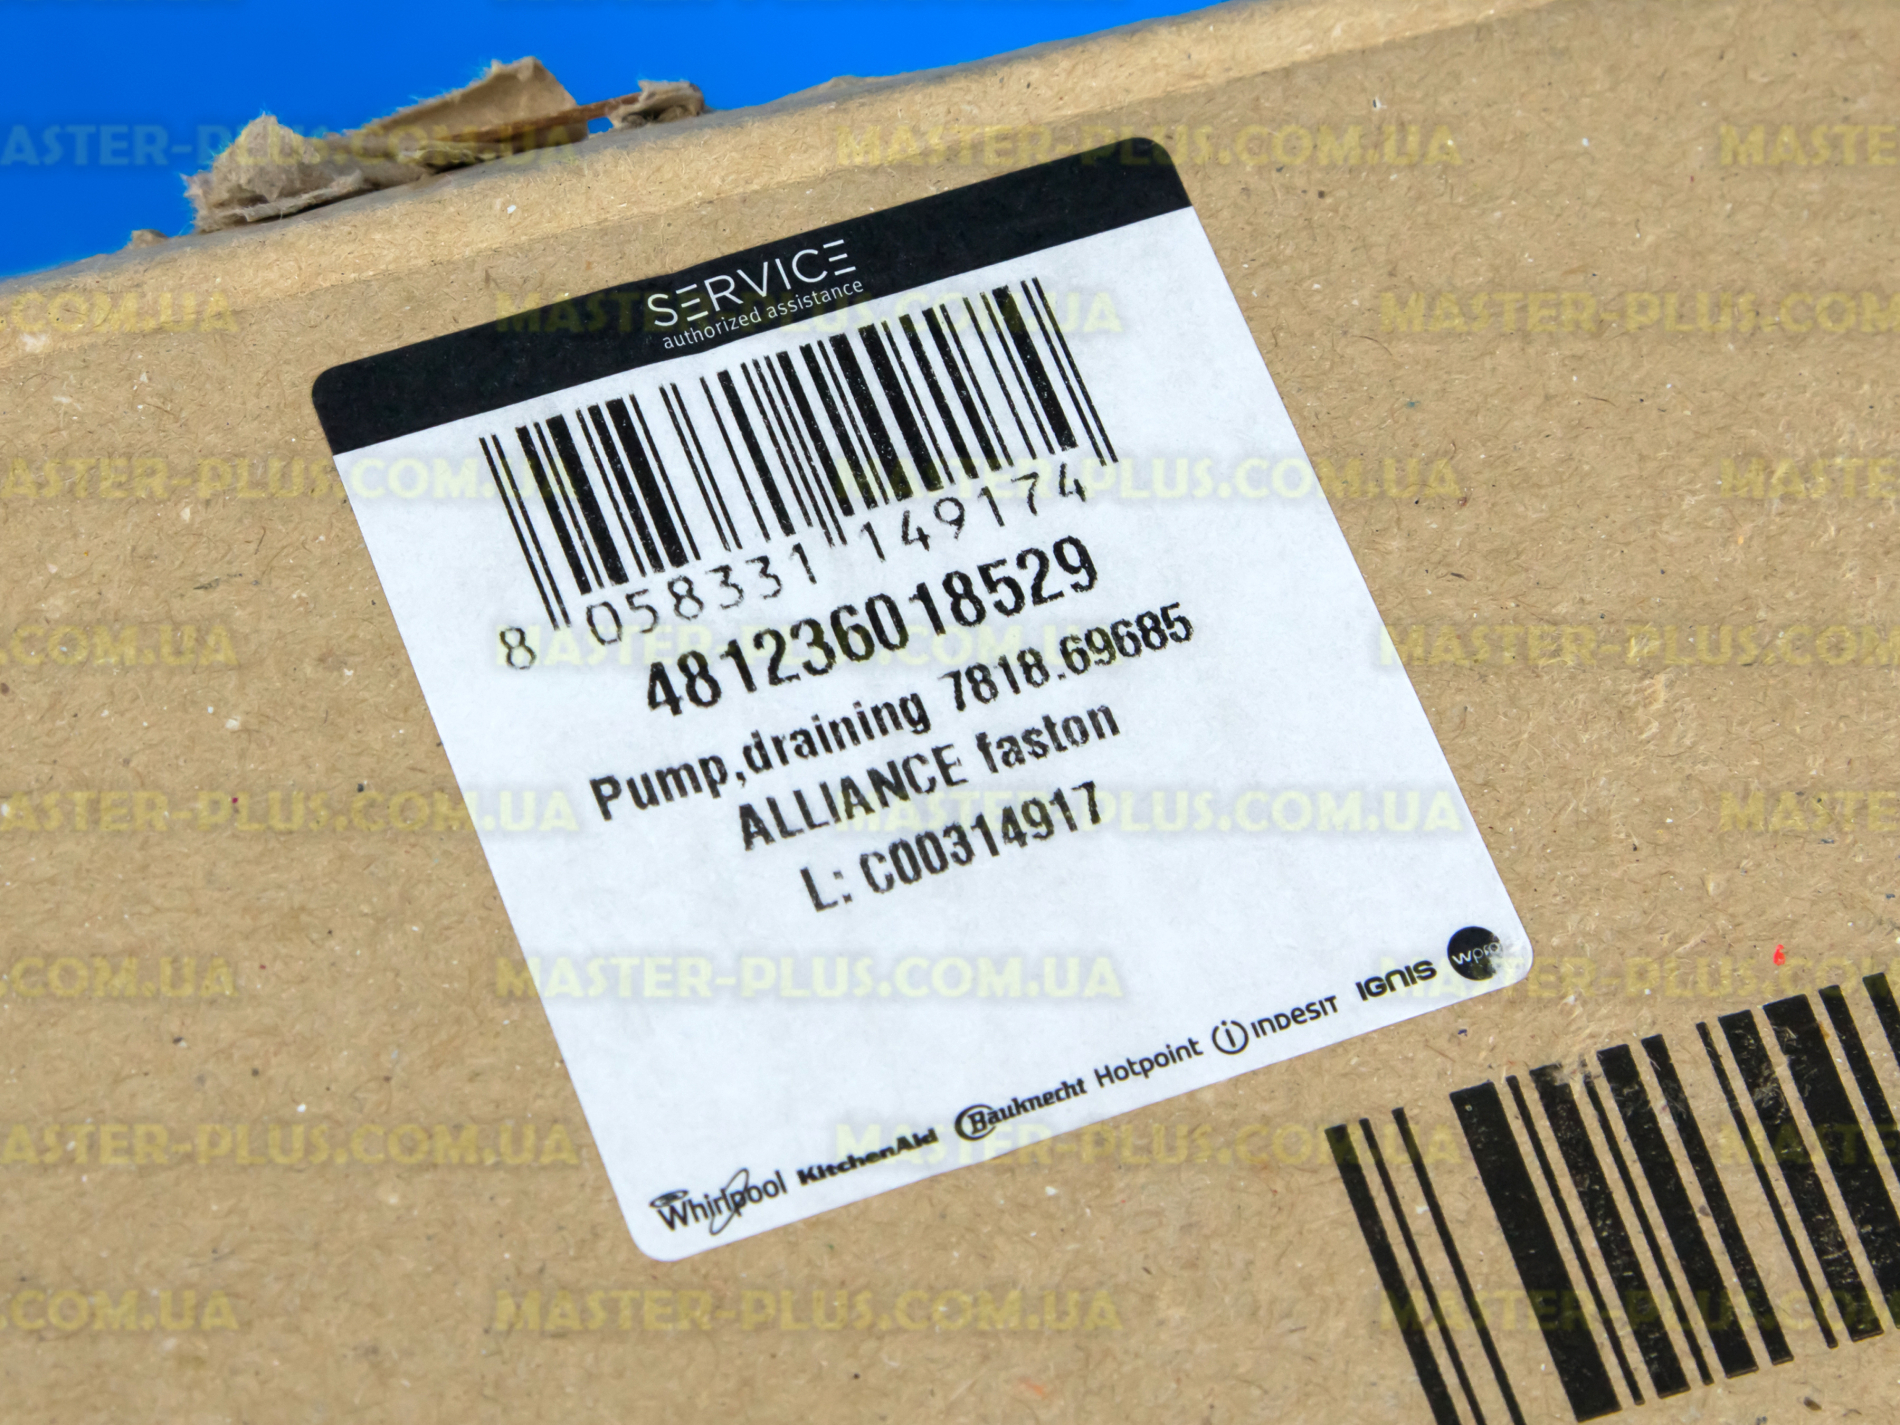 SERVICE
authorized assistance
8 058331 149174
481236018529
Pump,draining 7818.69685
ALLIANCE faston
L: C00314917
Whirlpool KitchenAid Bauknecht Hotpoint indesit IGNIS wpro
MASTER-PLUS.COM.UA